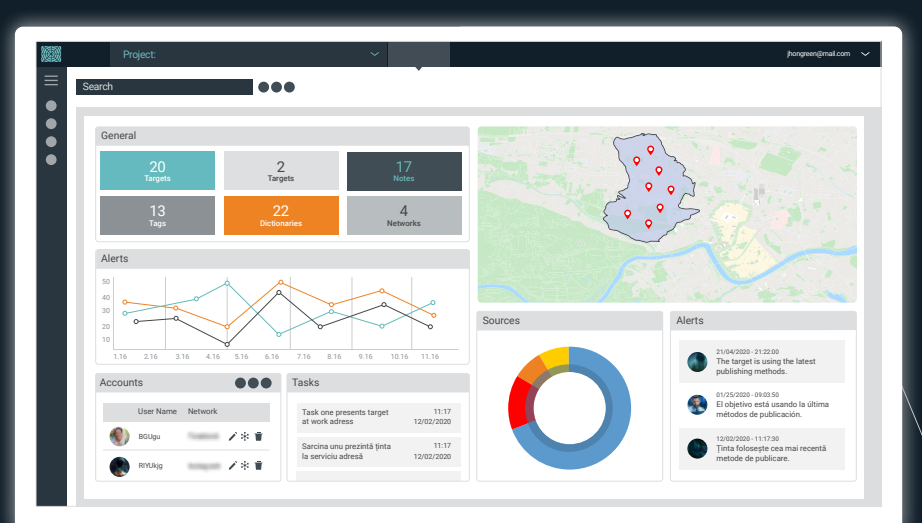 Project:
jhongreen@mail.com
Search
General
20
Targets
2
Targets
17
Notes
13
Tags
22
Dictionaries
4
Networks
Alerts
50
40
30
20
10
1.16 2.16 3.16 4.16 5.16 6.16 7.16 8.16 9.16 10.16 11.16
Accounts
User Name Network
BGUgu
RIYUkjg
Tasks
Task one presents target 11:17
at work adress 12/02/2020
Sarcina unu prezintă ținta 11:17
la serviciu adresă 12/02/2020
Sources
Alerts
21/04/2020 - 21:22:00
The target is using the latest
publishing methods.
01/25/2020 - 09:03:50
El objetivo está usando la última
métodos de publicación.
12/02/2020 - 11:17:30
Ținta folosește cea mai recentă
metode de publicare.